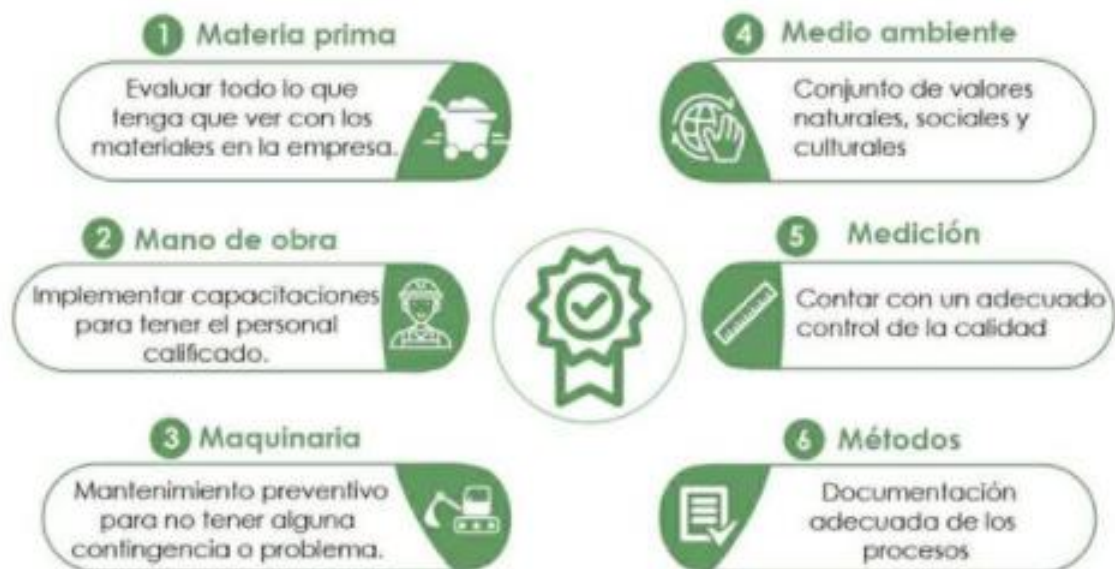 1 Materia prima
Evaluar todo lo que
tenga que ver con los
materiales en la empresa.
2 Mano de obra
Implementar capacitaciones
para tener el personal
calificado.
3 Maquinaria
Mantenimiento preventivo
para no tener alguna
contingencia o problema.
4 Medio ambiente
Conjunto de valores
naturales, sociales y
culturales
5 Medición
Contar con un adecuado
control de la calidad
6 Métodos
Documentación
adecuada de los
procesos